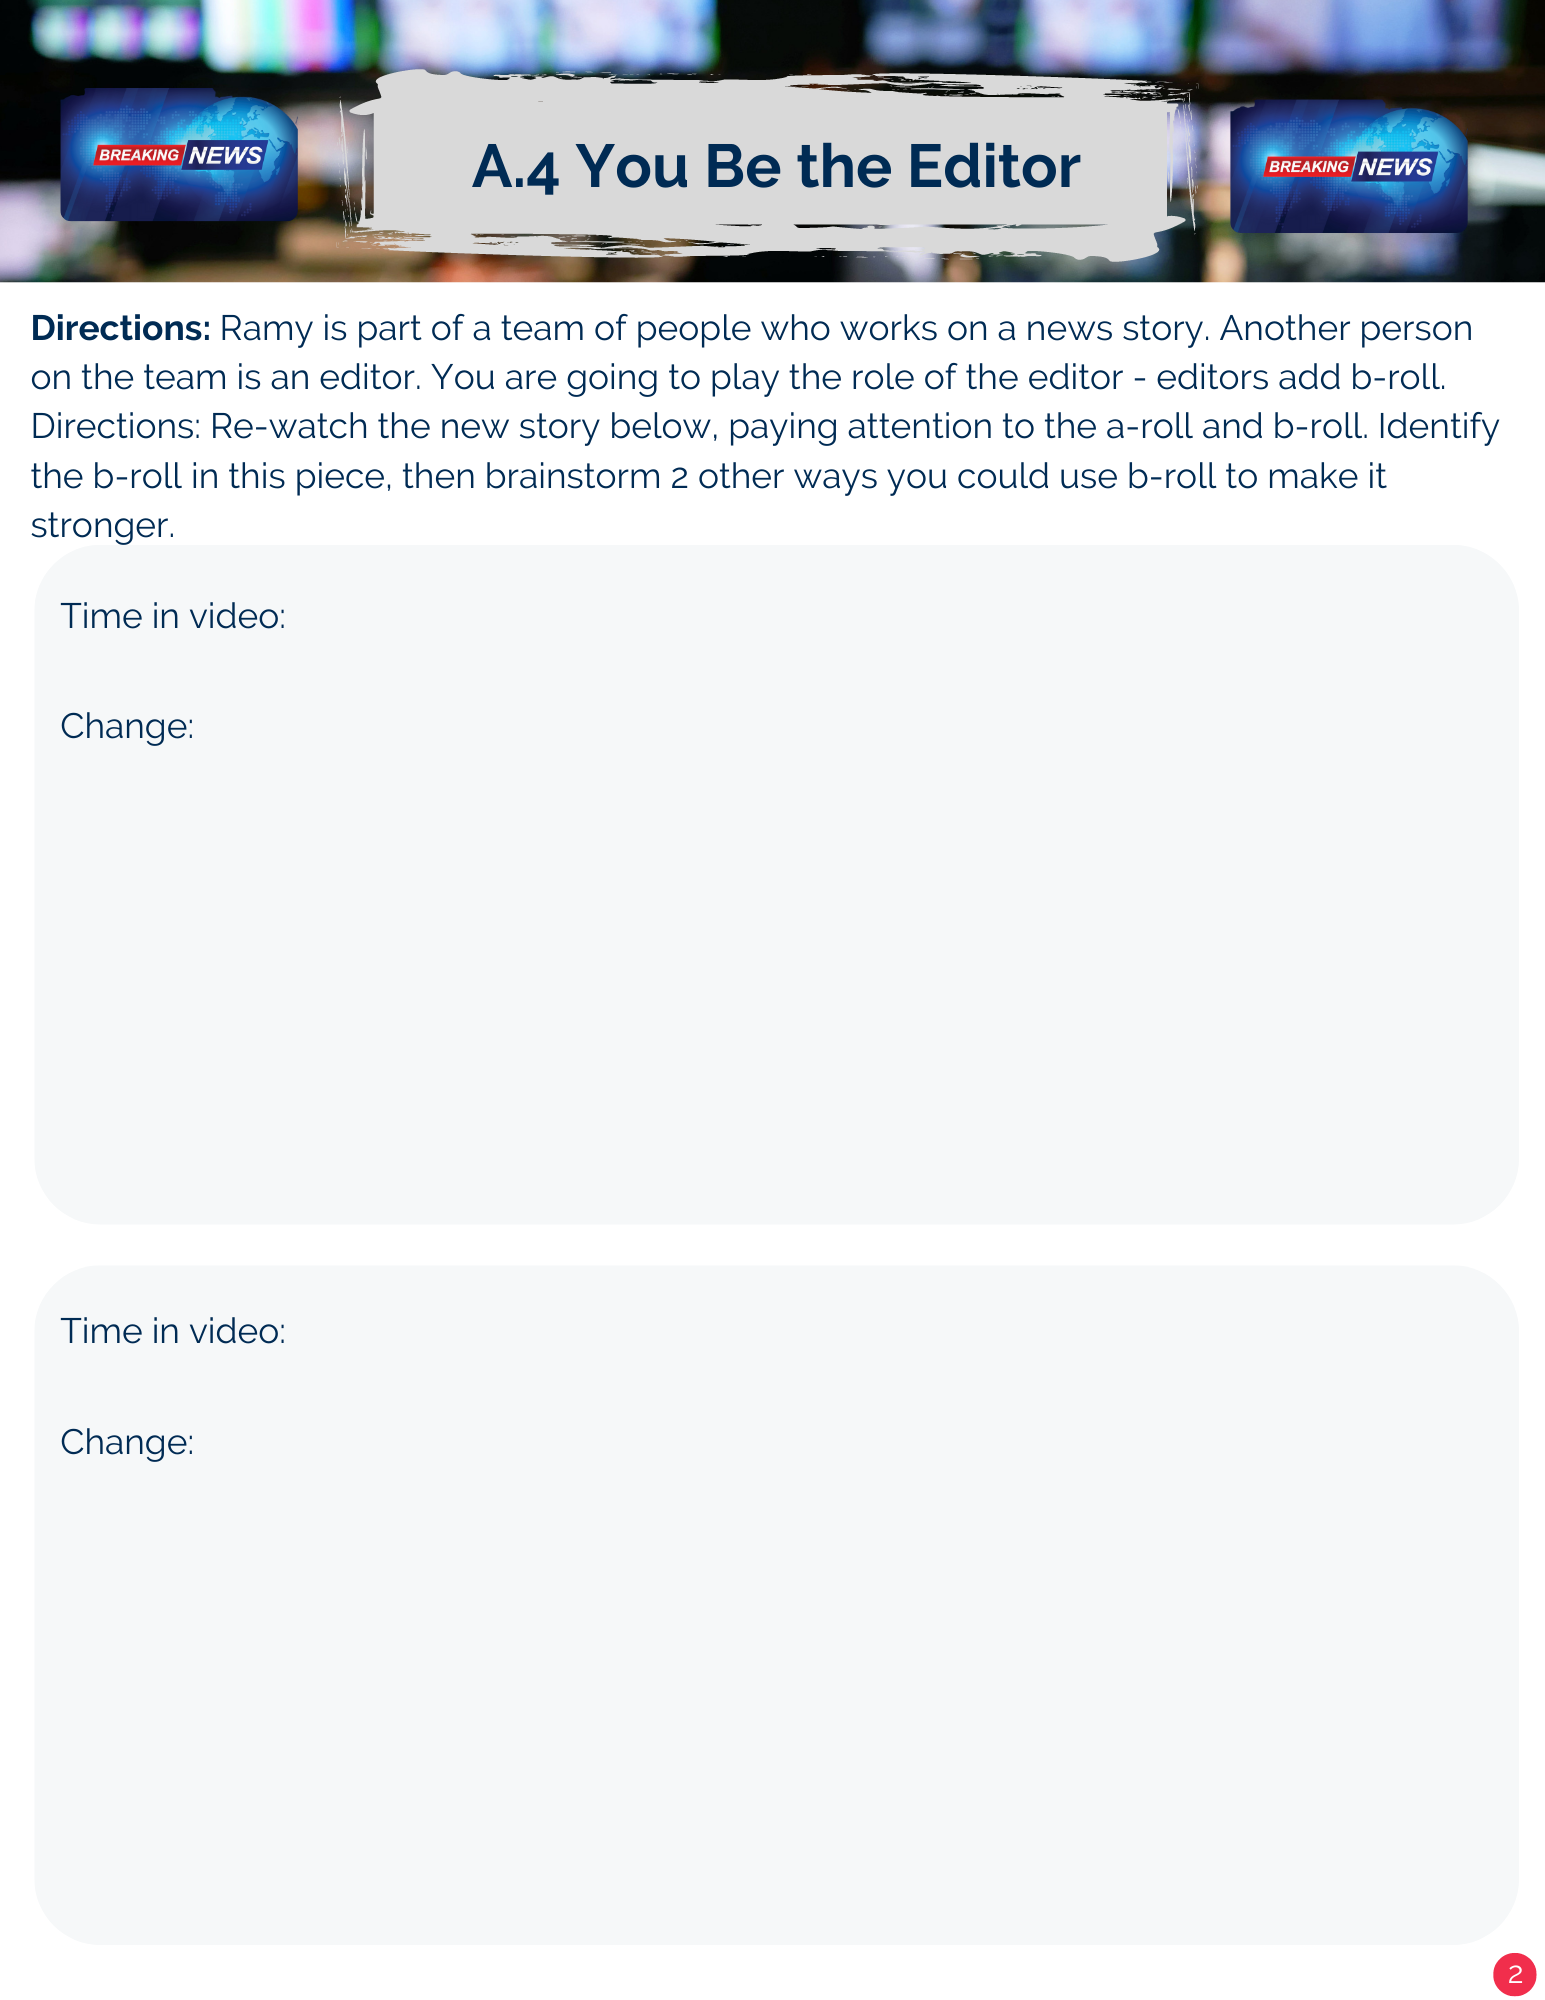 BREAKING NEWS
A.4 You Be the Editor
BREAKING NEWS
Directions: Ramy is part of a team of people who works on a news story. Another person
on the team is an editor. You are going to play the role of the editor - editors add b-roll.
Directions: Re-watch the new story below, paying attention to the a-roll and b-roll. Identify
the b-roll in this piece, then brainstorm 2 other ways you could use b-roll to make it
stronger.
Time in video:
Change:
Time in video:
Change:
2